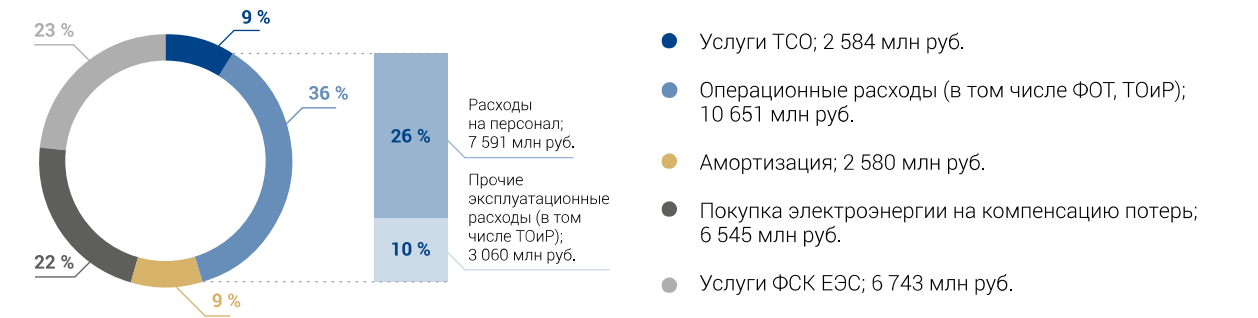 23 %
9 %
36 %
22 %
9 %
26 %
10 %
Расходы
на персонал;
7 591 млн руб.
Прочие
эксплуатационные
расходы (в том
числе ТОиР);
3 060 млн руб.
Услуги ТСО; 2 584 млн руб.
Операционные расходы (в том числе ФОТ, ТОиР);
10 651 млн руб.
Амортизация; 2 580 млн руб.
Покупка электроэнергии на компенсацию потерь;
6 545 млн руб.
Услуги ФСК ЕЭС; 6 743 млн руб.